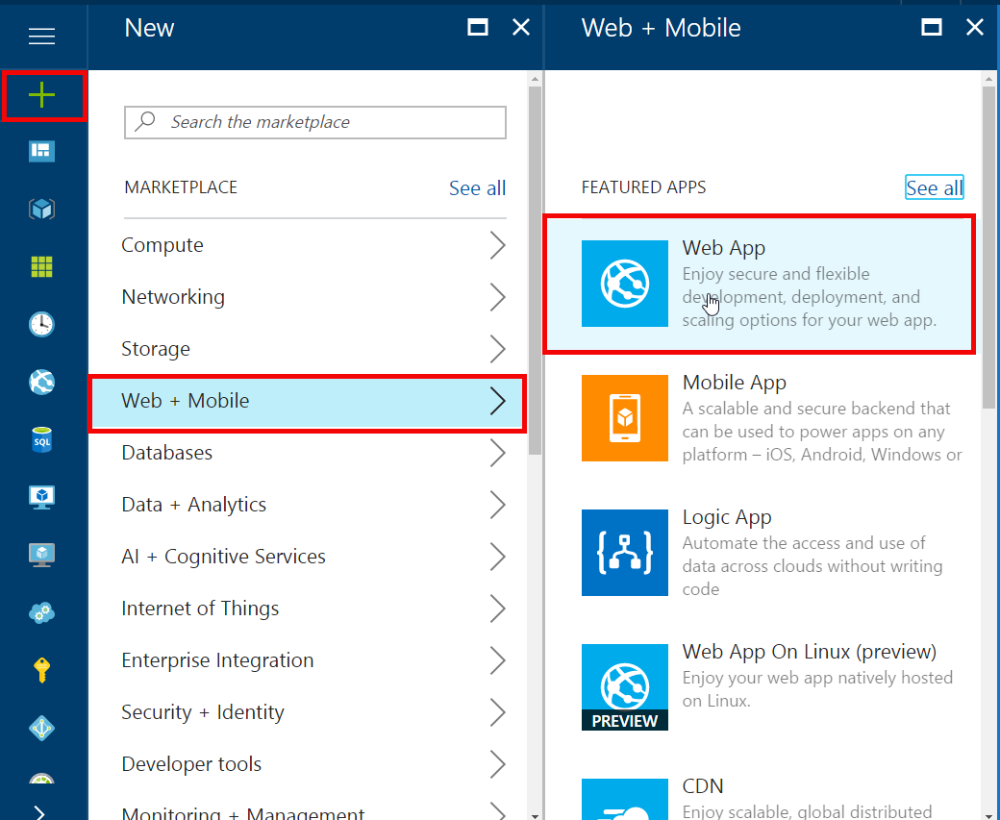 New
Search the marketplace
MARKETPLACE
See all
Compute
Networking
Storage
Web + Mobile
Databases
Data + Analytics
AI + Cognitive Services
Internet of Things
Enterprise Integration
Security + Identity
Developer tools
Monitoring + Management
SQL
Web + Mobile
FEATURED APPS
See all
Web App
Enjoy secure and flexible
development, deployment, and
scaling options for your web app.
Mobile App
A scalable and secure backend that
can be used to power apps on any
platform – iOS, Android, Windows or
Logic App
Automate the access and use of
data across clouds without writing
code
Web App On Linux (preview)
Enjoy your web app natively hosted
on Linux.
PREVIEW
CDN
Enjoy scalable, global distributed